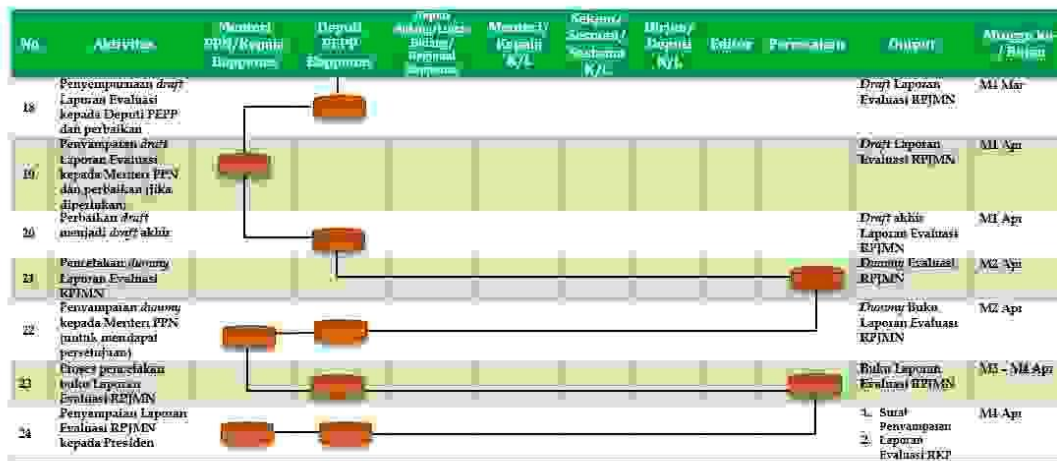 No.
Aktivitas
Menteri
PPN/Kepala
Bappenas
Deputi
PEPP
Bappenas
Bidang/
Regional
Bappenas
Menteri/
Kepala
K/L
Sekjen/
Sesmen/
Sestama
K/L
Dirjen/
Deputi
K/L
Editor
Percetakan
Output
Minggu ke-
/ Bulan
18
Penyempurnaan draft
Laporan Evaluasi
kepada Deputi PEPP
dan perbaikan
Draft Laporan
Evaluasi RPJMN
M4 Mar
19
Penyampaian draft
Laporan Evaluasi
kepada Menteri PPN
dan perbaikan (jika
diperlukan)
Draft Laporan
Evaluasi RPJMN
M1 Apr
20
Perbaikan draft
menjadi draft akhir
Draft akhir
Laporan Evaluasi
RPJMN
M1 Apr
21
Pencetakan dummy
Laporan Evaluasi
RPJMN
Dummy Evaluasi
RPJMN
M2 Apr
22
Penyampaian dummy
kepada Menteri PPN
(untuk mendapat
persetujuan)
Dummy Buku
Laporan Evaluasi
RPJMN
M2 Apr
23
Proses pencetakan
buku Laporan
Evaluasi RPJMN
Buku Laporan
Evaluasi RPJMN
M3 - M4 Apr
24
Penyampaian Laporan
Evaluasi RPJMN
kepada Presiden
1. Surat
Penyampaian
2. Laporan
Evaluasi RKP
M4 Apr